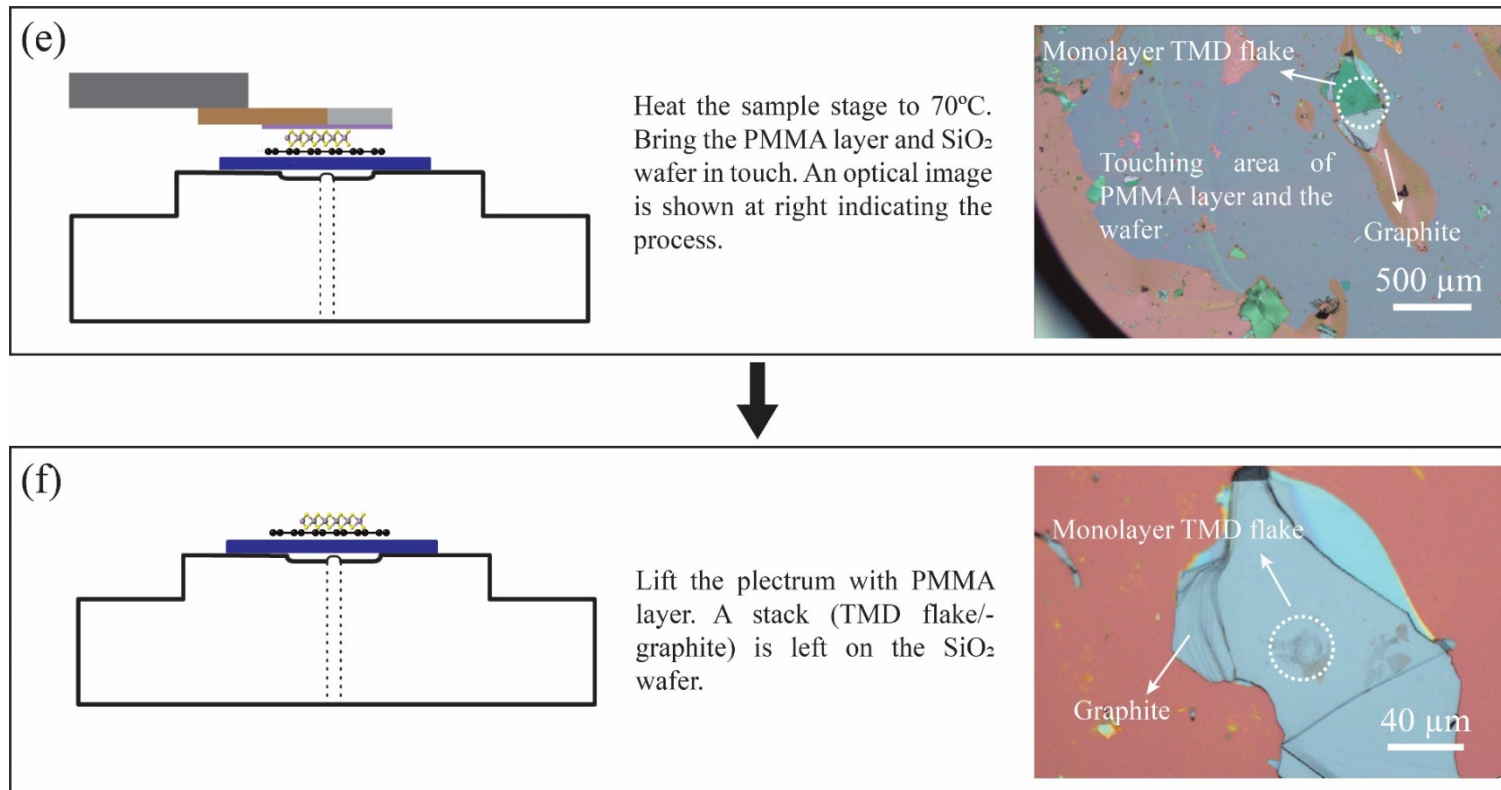 (e)
Heat the sample stage to 70ºC.
Bring the PMMA layer and SiO₂
wafer in touch. An optical image
is shown at right indicating the
process.
Monolayer TMD flake
Touching area of
PMMA layer and the
wafer
Graphite
500 µm
(f)
Lift the plectrum with PMMA
layer. A stack (TMD flake/-
graphite) is left on the SiO₂
wafer.
Monolayer TMD flake
Graphite
40 µm